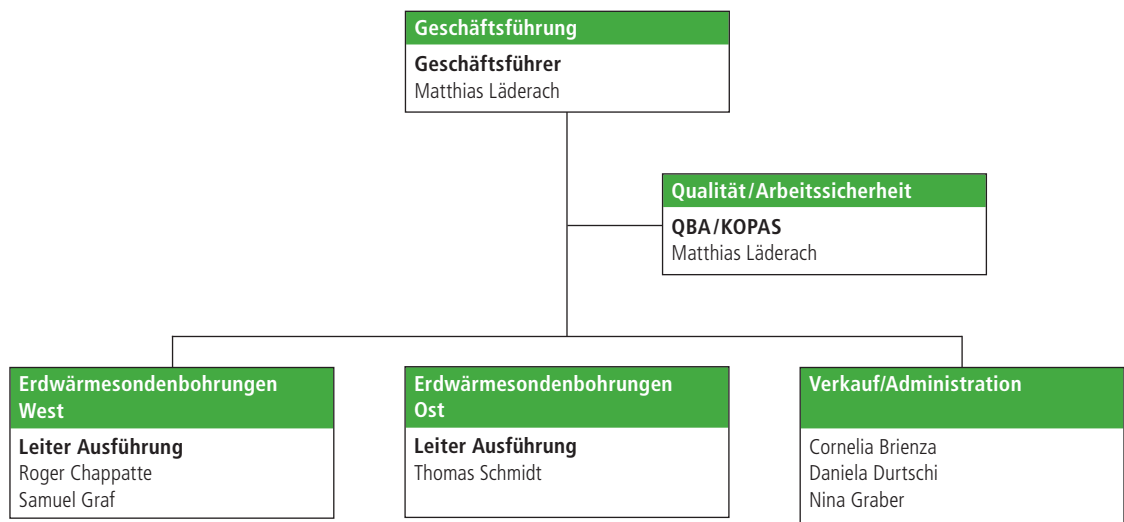 Geschäftsführung
Geschäftsführer
Matthias Läderach
Qualität/Arbeitssicherheit
QBA/KOPAS
Matthias Läderach
Erdwärmesondenbohrungen
West
Leiter Ausführung
Roger Chappatte
Samuel Graf
Erdwärmesondenbohrungen
Ost
Leiter Ausführung
Thomas Schmidt
Verkauf/Administration
Cornelia Brienza
Daniela Durtschi
Nina Graber